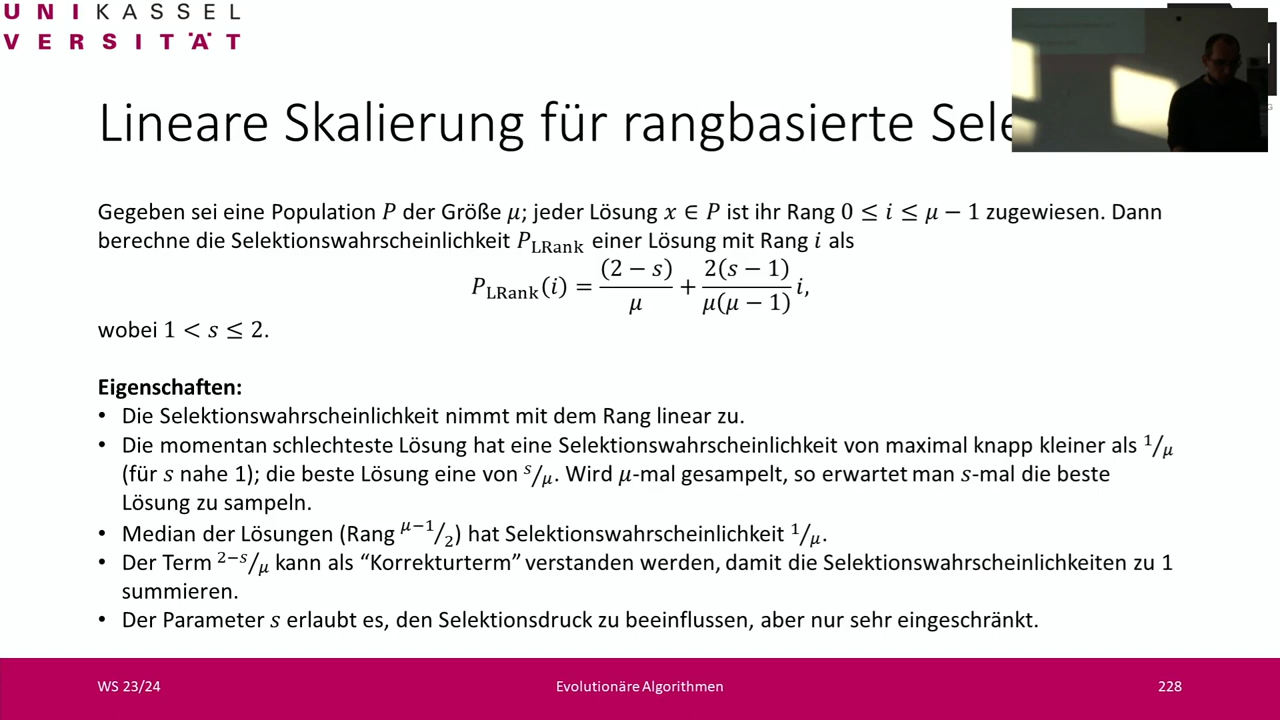 UNIKASSEL
VERSITÄT
Lineare Skalierung für rangbasierte
Gegeben sei eine Population P der Größe μ; jeder Lösung x ∈ P ist ihr Rang 0 ≤ i ≤ μ − 1 zugewiesen. Dann
berechne die Selektionswahrscheinlichkeit P_LRank einer Lösung mit Rang i als
P_LRank(i) = (2 − s)/μ + 2(s − 1)/μ(μ − 1) i,
wobei 1 < s ≤ 2.
Eigenschaften:
• Die Selektionswahrscheinlichkeit nimmt mit dem Rang linear zu.
• Die momentan schlechteste Lösung hat eine Selektionswahrscheinlichkeit von maximal knapp kleiner als 1/μ
(für s nahe 1); die beste Lösung eine von s/μ. Wird μ-mal gesampelt, so erwartet man s-mal die beste
Lösung zu sampeln.
• Median der Lösungen (Rang μ−1/2) hat Selektionswahrscheinlichkeit 1/μ.
• Der Term 2−s/μ kann als “Korrekturterm” verstanden werden, damit die Selektionswahrscheinlichkeiten zu 1
summieren.
• Der Parameter s erlaubt es, den Selektionsdruck zu beeinflussen, aber nur sehr eingeschränkt.
WS 23/24
Evolutionäre Algorithmen
228